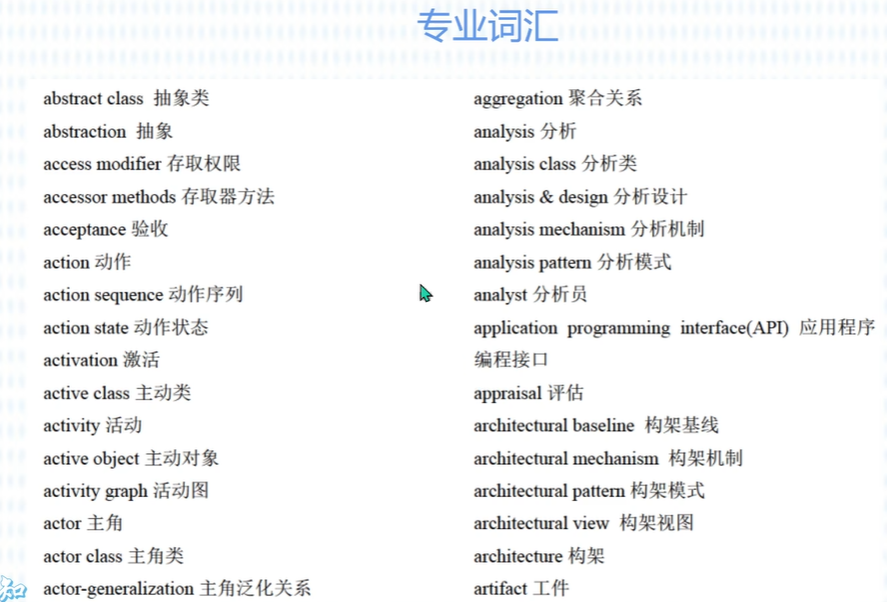 专业词汇
abstract class 抽象类
abstraction 抽象
access modifier 存取权限
accessor methods 存取器方法
acceptance 验收
action 动作
action sequence 动作序列
action state 动作状态
activation 激活
active class 主动类
activity 活动
active object 主动对象
activity graph 活动图
actor 主角
actor class 主角类
actor-generalization 主角泛化关系
aggregation 聚合关系
analysis 分析
analysis class 分析类
analysis & design 分析设计
analysis mechanism 分析机制
analysis pattern 分析模式
analyst 分析员
application programming interface(API) 应用程序
编程接口
appraisal 评估
architectural baseline 构架基线
architectural mechanism 构架机制
architectural pattern 构架模式
architectural view 构架视图
architecture 构架
artifact 工件
知